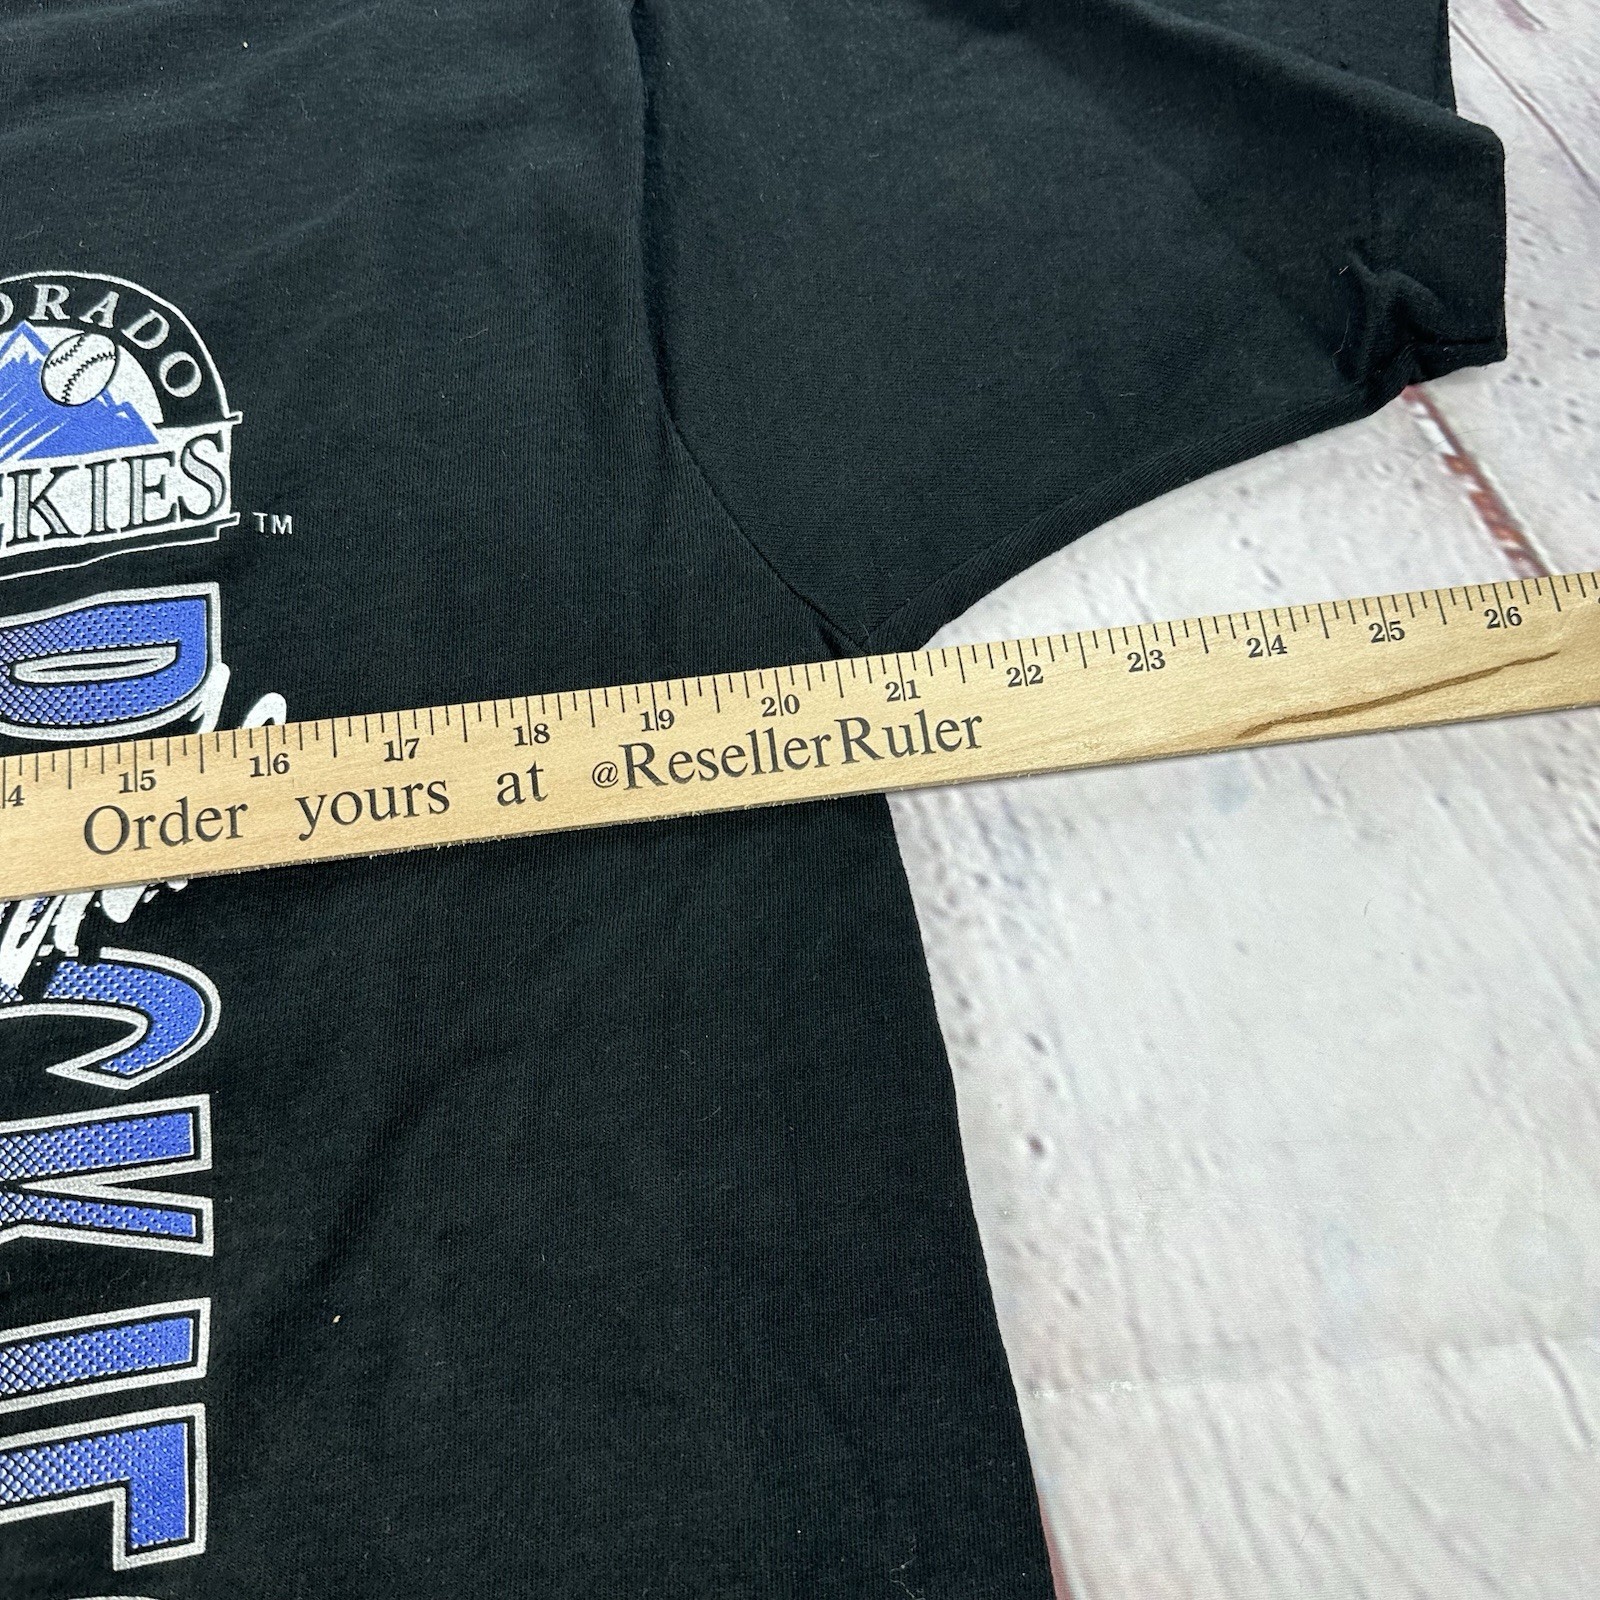 ORADO
CKIES
TM
4 15 16 17 18 19 20 21 22 23 24 25 26
Order yours at @ResellerRuler